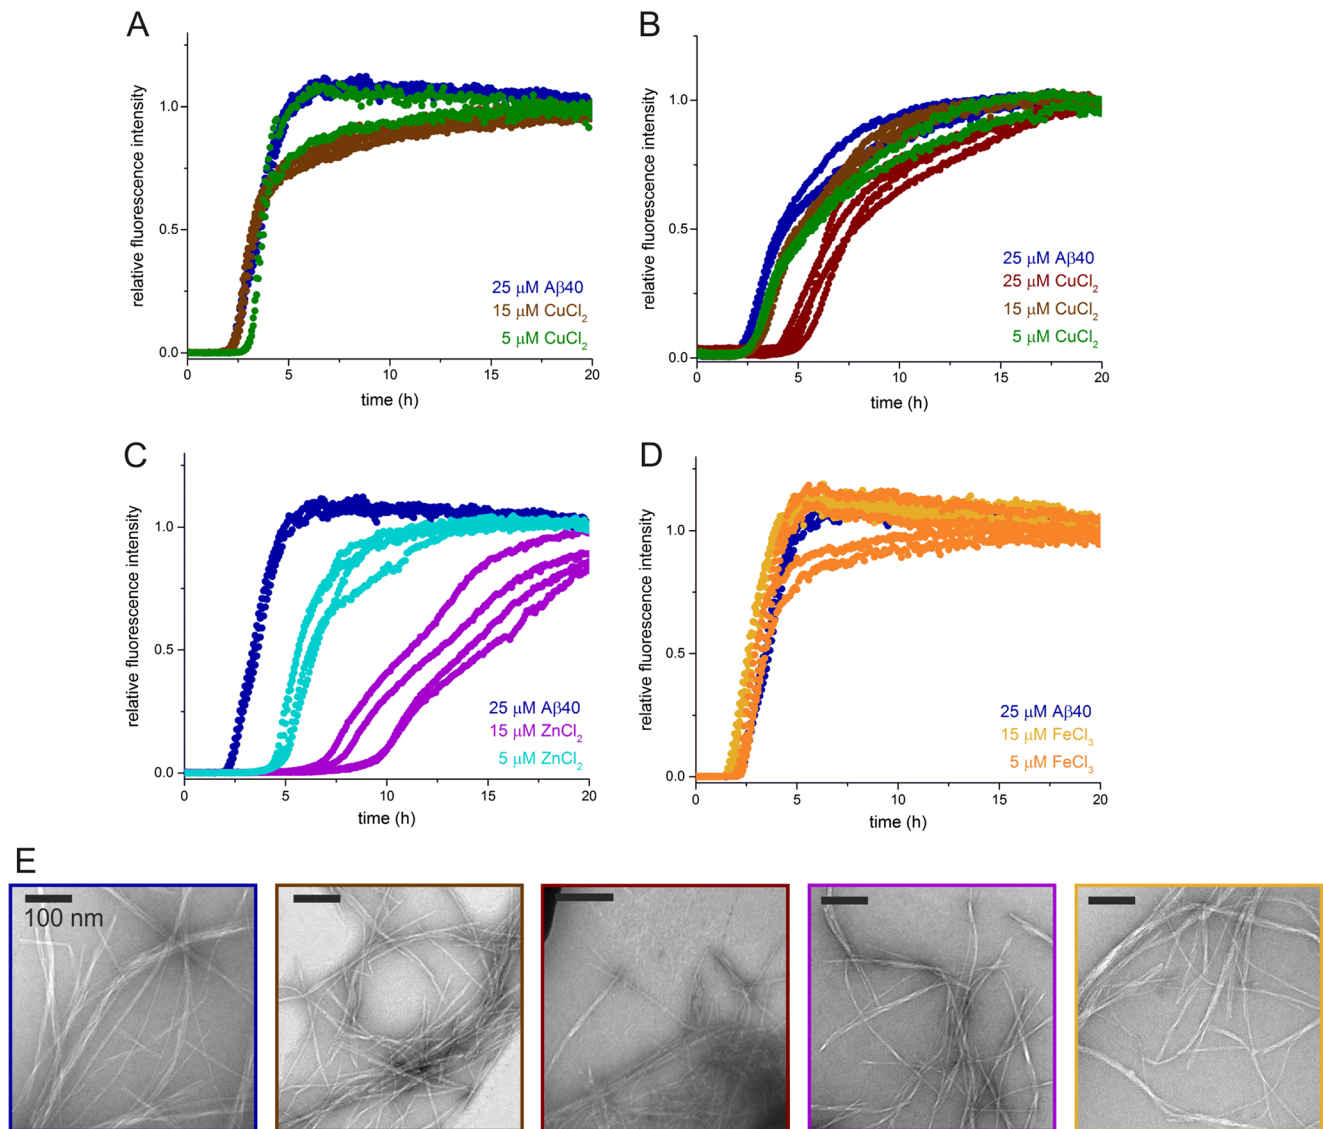 A
relative fluorescence intensity
1.0
0.5
0.0
0 5 10 15 20
time (h)
25 μM Aβ40
15 μM CuCl₂
5 μM CuCl₂
B
relative fluorescence intensity
1.0
0.5
0.0
0 5 10 15 20
time (h)
25 μM Aβ40
25 μM CuCl₂
15 μM CuCl₂
5 μM CuCl₂
C
relative fluorescence intensity
1.0
0.5
0.0
0 5 10 15 20
time (h)
25 μM Aβ40
15 μM ZnCl₂
5 μM ZnCl₂
D
relative fluorescence intensity
1.0
0.5
0.0
0 5 10 15 20
time (h)
25 μM Aβ40
15 μM FeCl₃
5 μM FeCl₃
E
100 nm